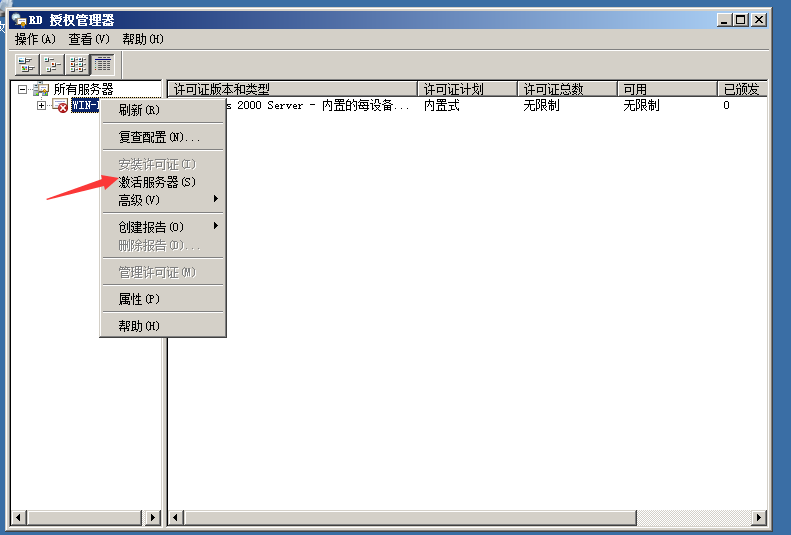 RD 授权管理器
操作(A) 查看(V) 帮助(H)
所有服务器
许可证版本和类型 许可证计划 许可证总数 可用 已颁发
WIN-
s 2000 Server - 内置的每设备... 内置式 无限制 无限制 0
刷新(R)
复查配置(N)...
安装许可证(I)
激活服务器(S)
高级(V)
创建报告(O)
删除报告(D)...
管理许可证(M)
属性(P)
帮助(H)